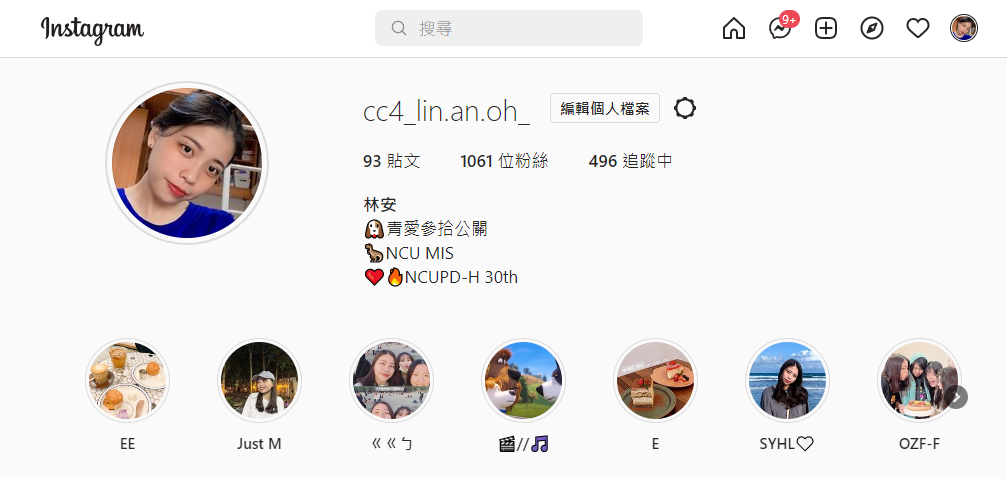 Instagram
搜尋
9+
cc4_lin.an.oh_
編輯個人檔案
93 貼文 1061 位粉絲 496 追蹤中
林安
🐶青愛參拾公關
🐕NCU MIS
❤️🔥NCUPD-H 30th
EE
Just M
ㄍㄍㄅ
🎬//🎵
E
SYHL♡
OZF-F